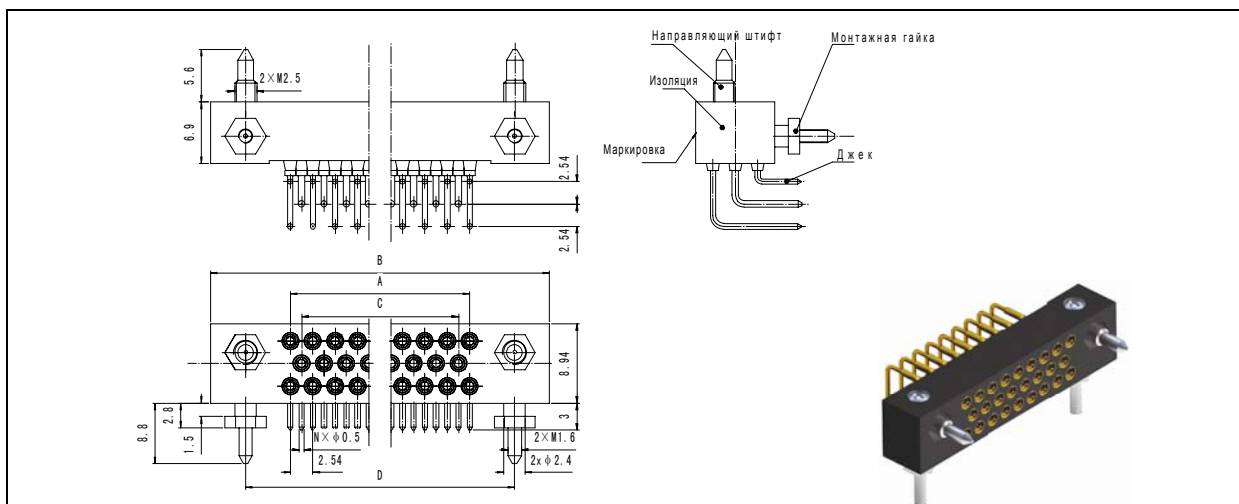 5.6
2×M2.5
6.9
2.54
2.54
Направляющий штифт
Монтажная гайка
Изоляция
Маркировка
Джек
B
A
C
8.94
2.8
8.8
1.5
3
N×ϕ0.5
2×M1.6
2.54
2xϕ2.4
D